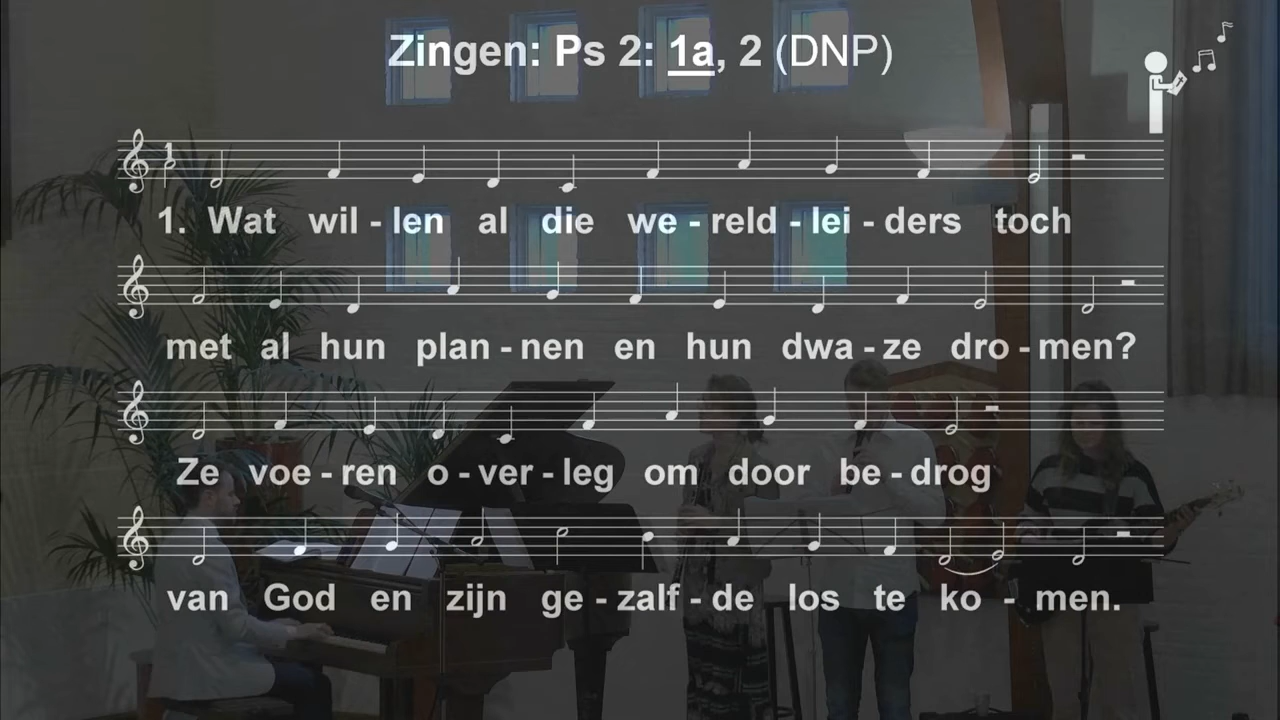 Zingen: Ps 2: 1a, 2 (DNP)
1. Wat wil - len al die we - reld - lei - ders toch
met al hun plan - nen en hun dwa - ze dro - men?
Ze voe - ren o - ver - leg om door be - drog
van God en zijn ge - zalf - de los te ko - men.